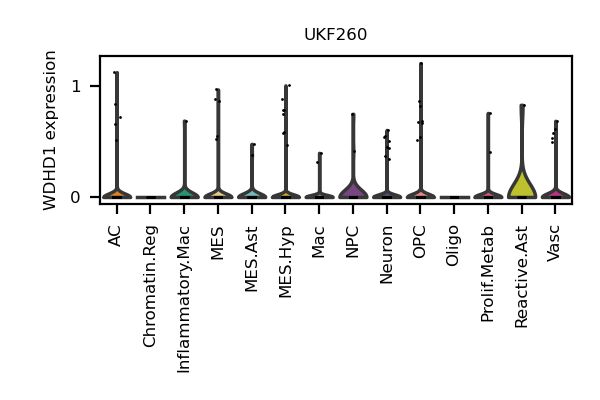 UKF260
WDHD1 expression
1
0
AC
Chromatin.Reg
Inflammatory.Mac
MES
MES.Ast
MES.Hyp
Mac
NPC
Neuron
OPC
Oligo
Prolif.Metab
Reactive.Ast
Vasc